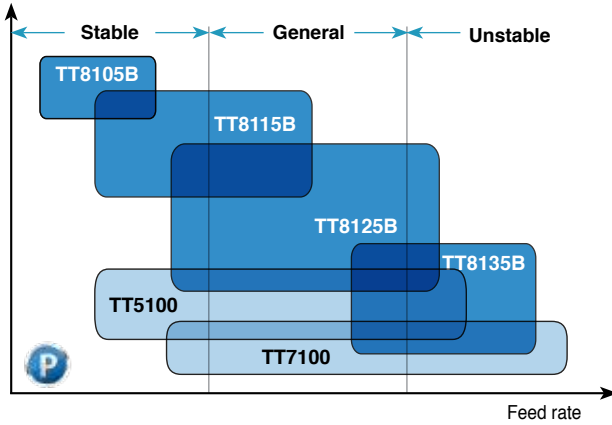 Stable General Unstable
TT8105B
TT8115B
TT8125B
TT8135B
TT5100
TT7100
P
Feed rate